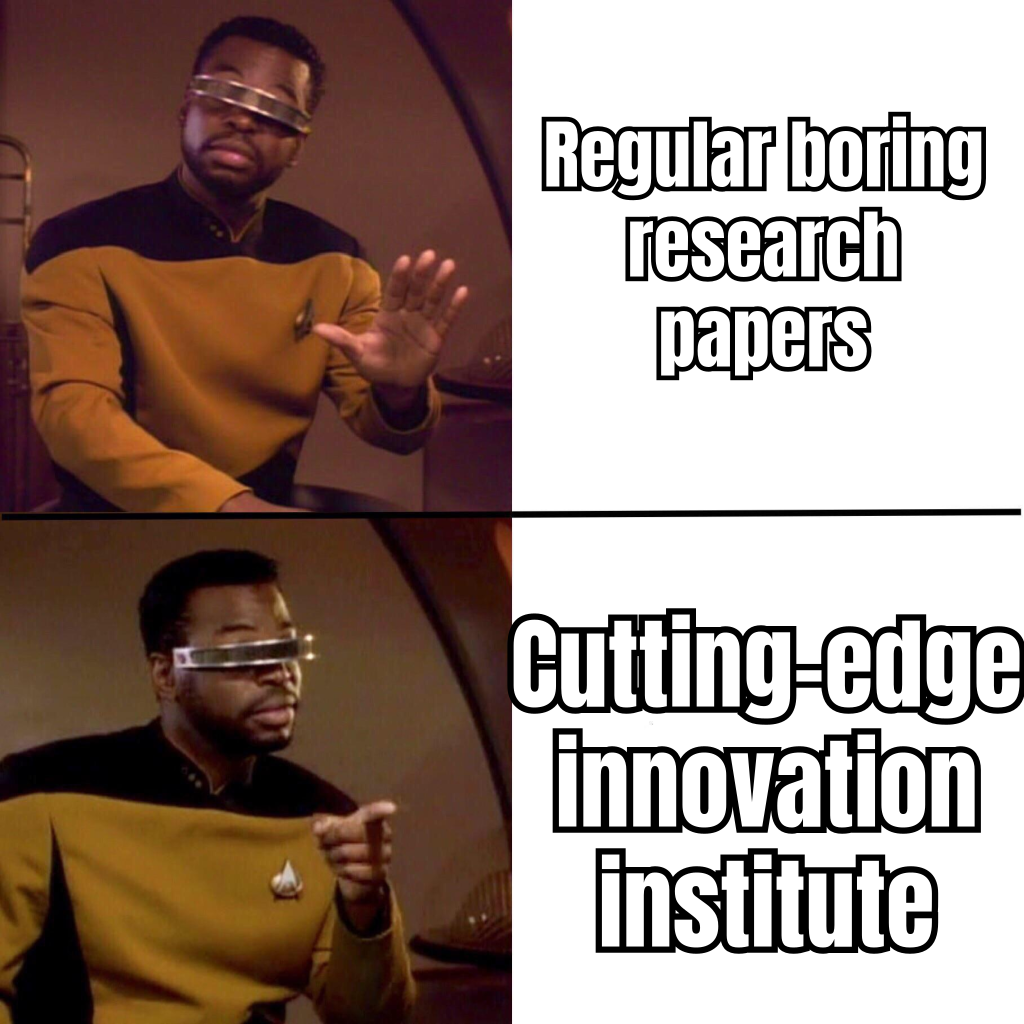 Regular boring
research
papers
Cutting-edge
innovation
institute